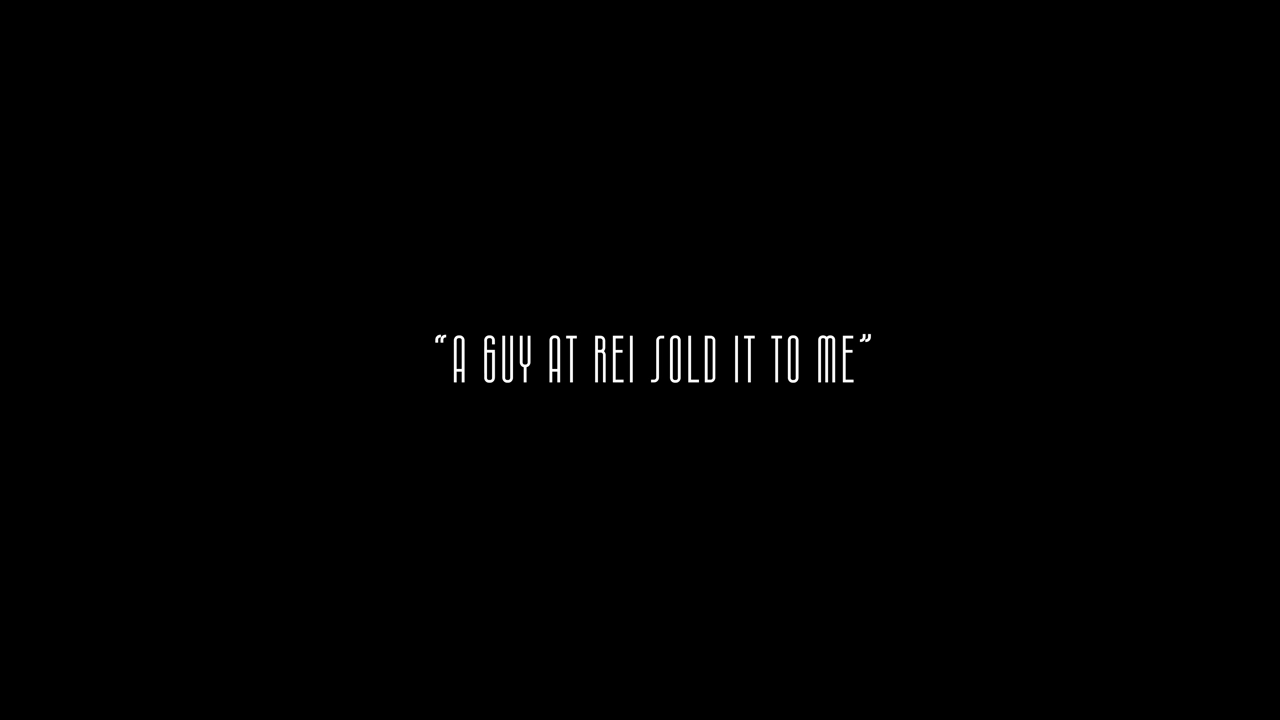 “A GUY AT REI SOLD IT TO ME”